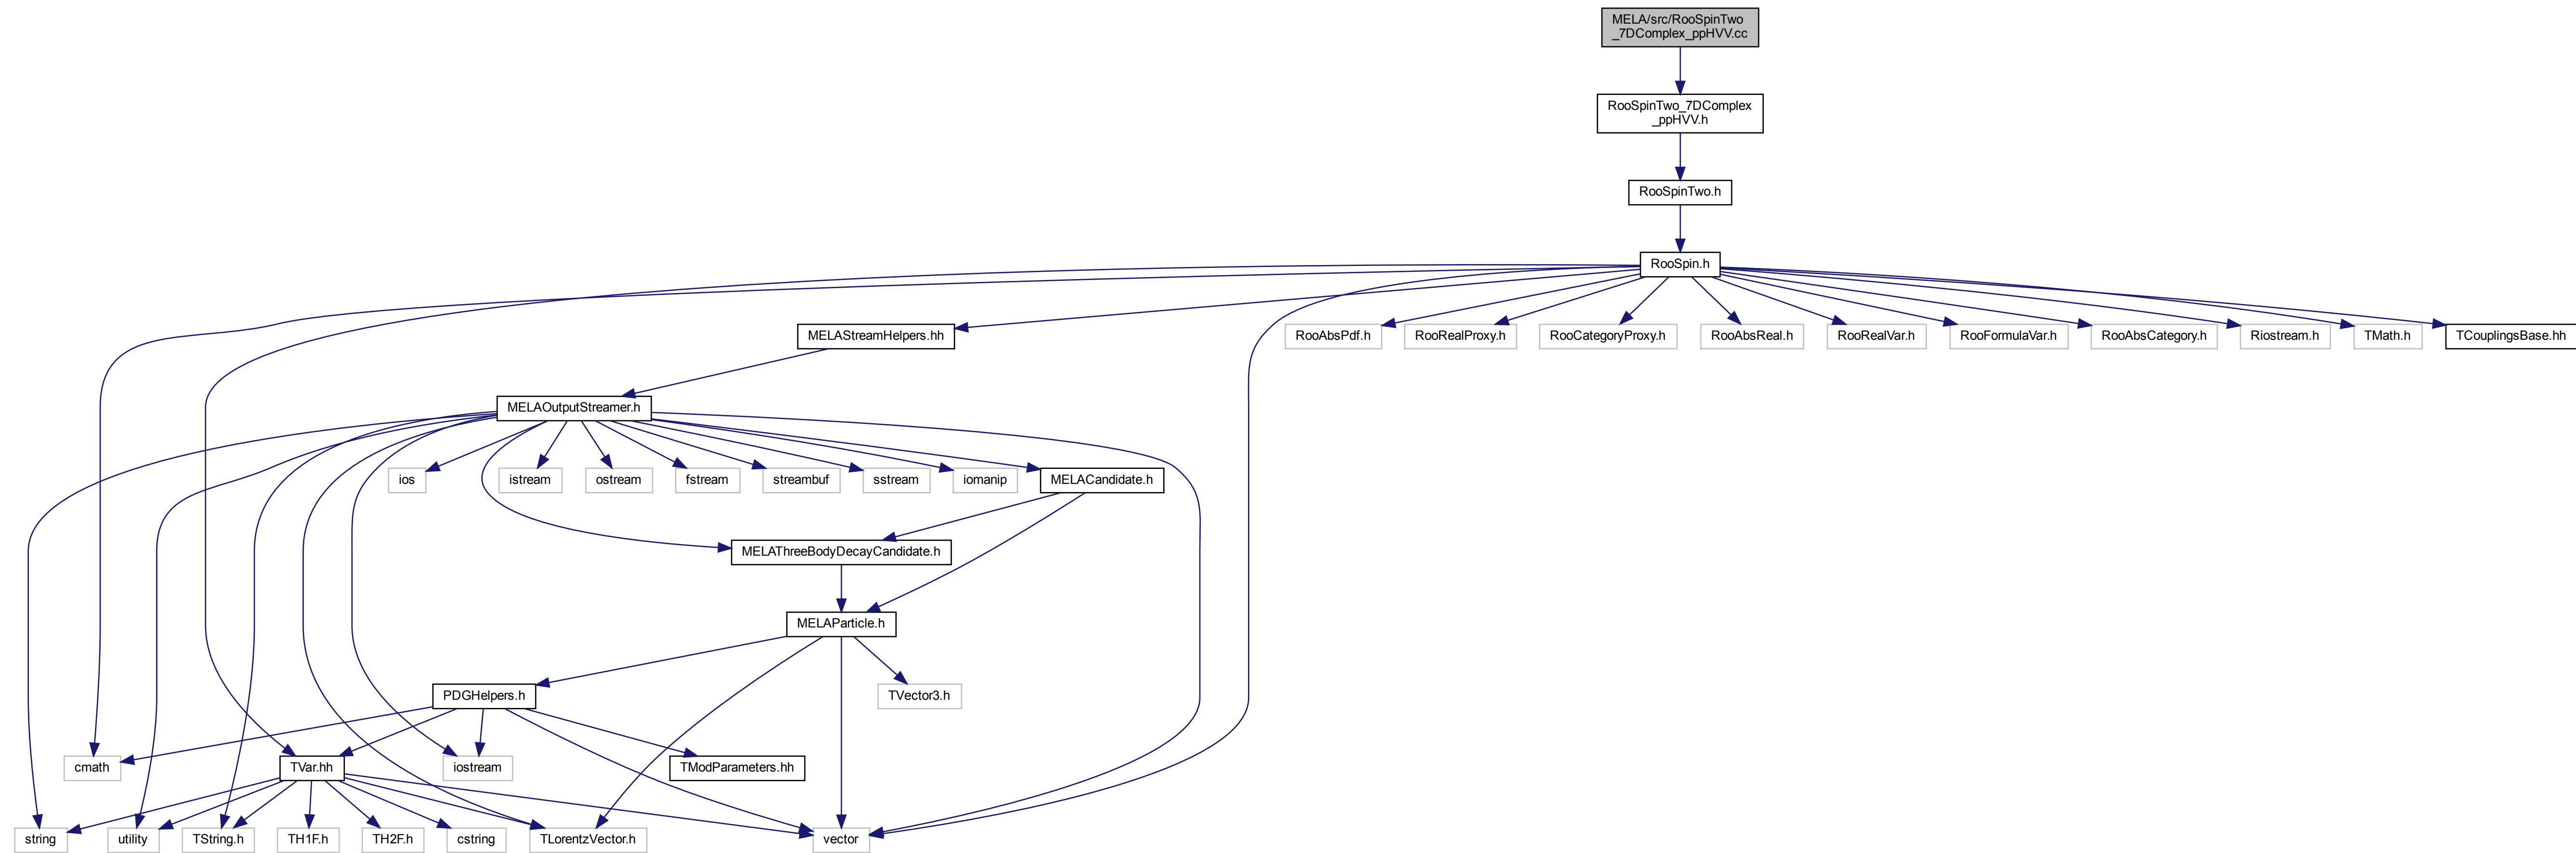 MELA/src/RooSpinTwo
_7DComplex_ppHVV.cc
RooSpinTwo_7DComplex
_ppHVV.h
RooSpinTwo.h
RooSpin.h
MELAStreamHelpers.hh
RooAbsPdf.h
RooRealProxy.h
RooCategoryProxy.h
RooAbsReal.h
RooRealVar.h
RooFormulaVar.h
RooAbsCategory.h
Riostream.h
TMath.h
TCouplingsBase.hh
MELAOutputStreamer.h
ios
istream
ostream
fstream
streambuf
sstream
iomanip
MELACandidate.h
MELAThreeBodyDecayCandidate.h
MELAParticle.h
PDGHelpers.h
TVector3.h
cmath
TVar.hh
iostream
TModParameters.hh
string
utility
TString.h
TH1F.h
TH2F.h
cstring
TLorentzVector.h
vector